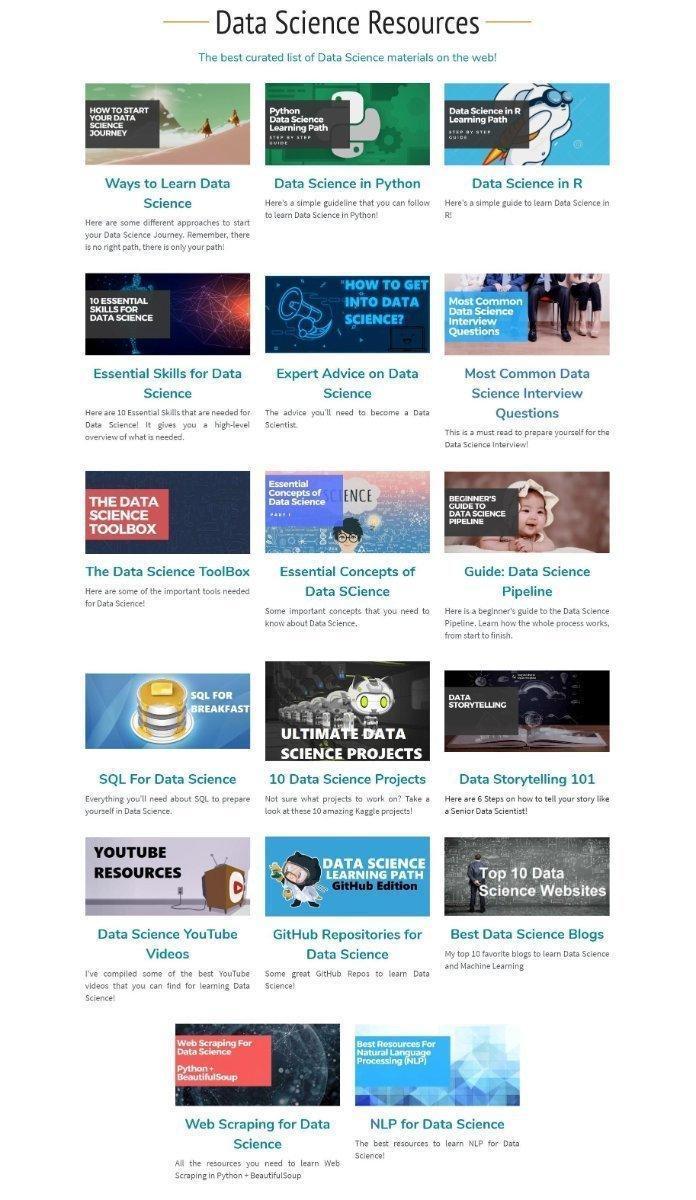 Data Science Resources
The best curated list of Data Science materials on the web!
HOW TO START
YOUR DATA
SCIENCE
JOURNEY
Ways to Learn Data
Science
Here are some different approaches to start
your Data Science Journey. Remember, there
is no right path, there is only your path!
Python
Data Science
Learning Path
STEP BY STEP
GUIDE
Data Science in Python
Here's a simple guideline that you can follow
to learn Data Science in Python!
Data Science in R
Learning Path
STEP BY STEP
GUIDE
Data Science in R
Here's a simple guide to learn Data Science in
R!
10 ESSENTIAL
SKILLS FOR
DATA SCIENCE
Essential Skills for Data
Science
Here are 10 Essential Skills that are needed for
Data Science! It gives you a high-level
overview of what is needed.
"HOW TO GET
INTO DATA
SCIENCE?
Expert Advice on Data
Science
The advice you'll need to become a Data
Scientist.
Most Common
Data Science
Interview
Questions
Most Common Data
Science Interview
Questions
This is a must read to prepare yourself for the
Data Science Interview!
THE DATA
SCIENCE
TOOLBOX
The Data Science ToolBox
Here are some of the important tools needed
for Data Science!
Essential
Concepts of
Data Science
PART 1
SCIENCE
Essential Concepts of
Data SCience
Some important concepts that you need to
know about Data Science.
BEGINNER'S
GUIDE TO
DATA SCIENCE
PIPELINE
Guide: Data Science
Pipeline
Here is a beginner's guide to the Data Science
Pipeline. Learn how the whole process works,
from start to finish.
SQL FOR
BREAKFAST
SQL For Data Science
Everything you'll need about SQL to prepare
yourself in Data Science.
ULTIMATE DATA
SCIENCE PROJECTS
10 Data Science Projects
Not sure what projects to work on? Take a
look at these 10 amazing Kaggle projects!
DATA
STORYTELLING
Data Storytelling 101
Here are 6 Steps on how to tell your story like
a Senior Data Scientist!
YOUTUBE
RESOURCES
Data Science YouTube
Videos
I've compiled some of the best YouTube
videos that you can find for learning Data
Science!
DATA SCIENCE
LEARNING PATH
GitHub Edition
GitHub Repositories for
Data Science
Some great GitHub Repos to learn Data
Science!
Top 10 Data
Science Websites
Best Data Science Blogs
My top 10 favorite blogs to learn Data Science
and Machine Learning
Web Scraping For
Data Science
Python +
BeautifulSoup
Web Scraping for Data
Science
All the resources you need to learn Web
Scraping in Python + BeautifulSoup
Best Resources For
Natural Language
Processing (NLP)
NLP for Data Science
The best resources to learn NLP for Data
Science!